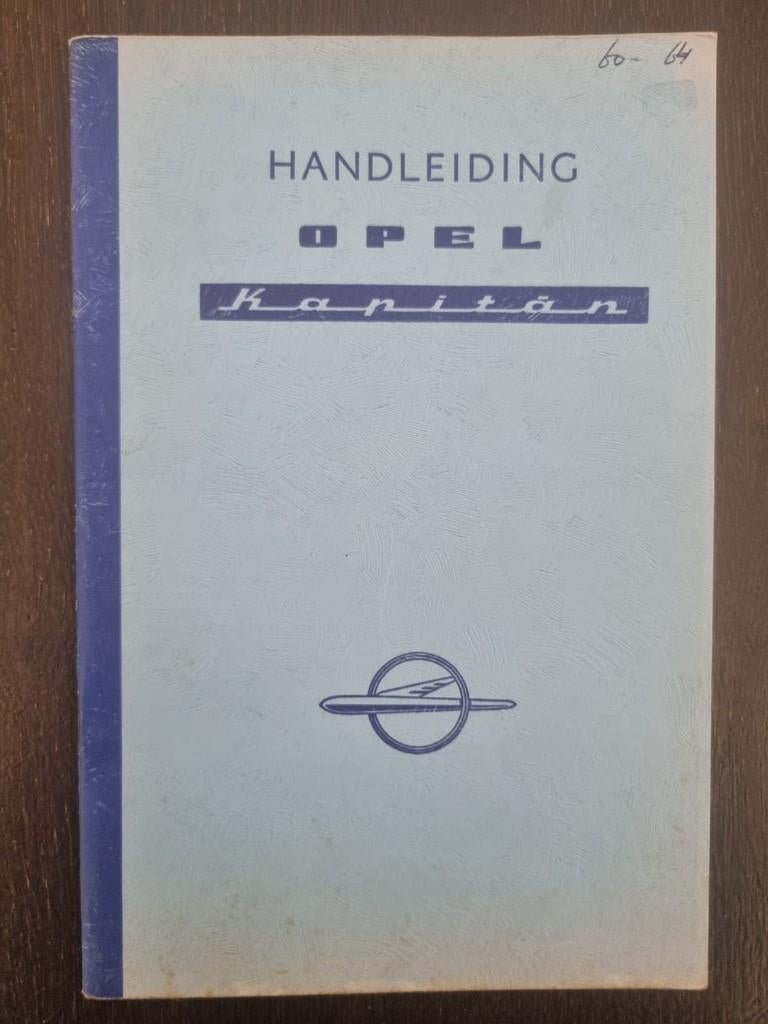 60- 64
HANDLEIDING
OPEL
Kapitän